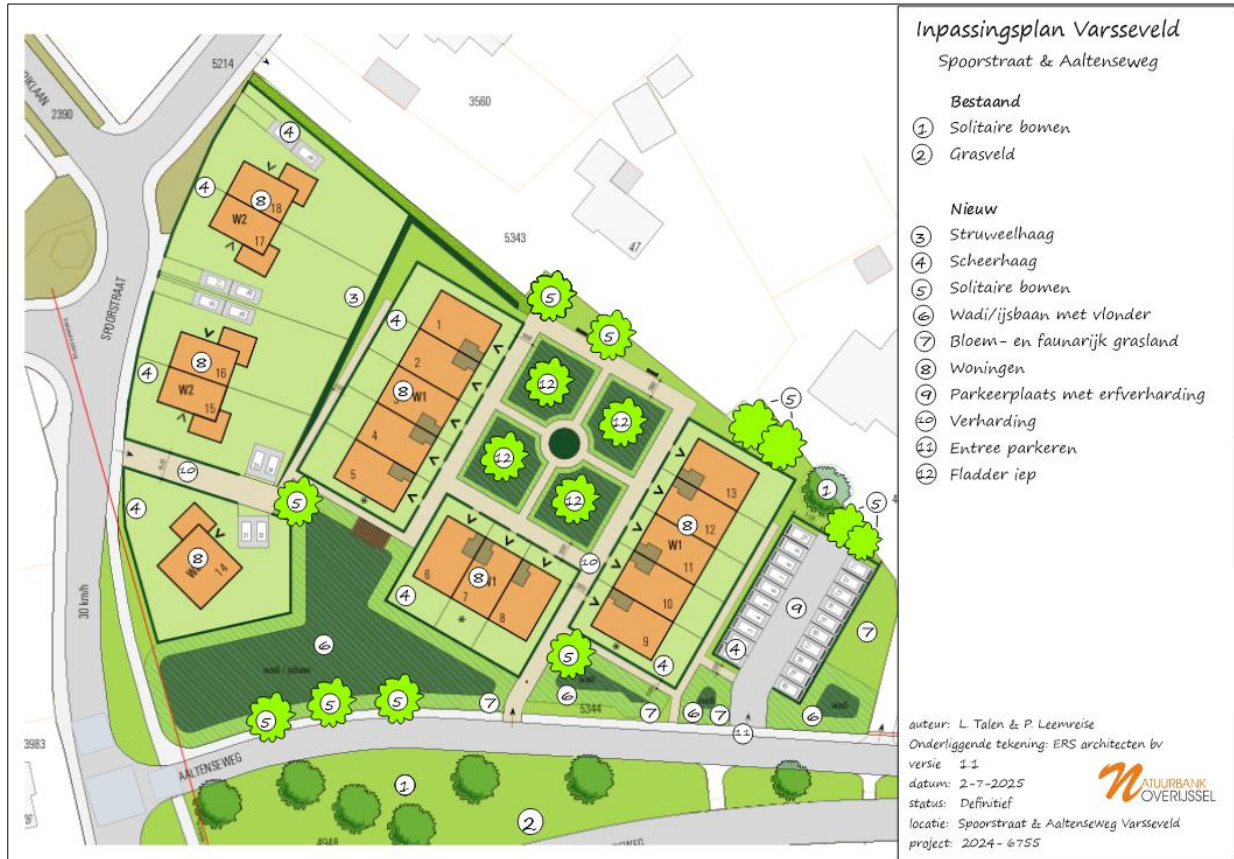 Inpassingsplan Varsseveld
Spoorstraat & Aaltenseweg
Bestaand
1 Solitaire bomen
2 Grasveld
Nieuw
3 Struweelhaag
4 Scheerhaag
5 Solitaire bomen
6 Wadi/ijsbaan met vlonder
7 Bloem- en faunarijk grasland
8 Woningen
9 Parkeerplaats met erfverharding
10 Verharding
11 Entree parkeren
12 Fladder iep
auteur: L. Talen & P. Leemreise
Onderliggende tekening: ERS architecten bv
versie 1.1
datum: 2-7-2025
status: Definitief
locatie: Spoorstraat & Aaltenseweg Varsseveld
project: 2024-6755
NATUURBANK
OVERIJSSEL
5214
2390
3560
5343
47
SPOORSTRAAT
30 km/h
3983
AALTENSEWEG
4948
5344
wadi / ijsbaan
wadi
W2
18
17
W2
16
15
14
1
2
3
W1
4
5
6
7
8
13
12
W1
11
10
9